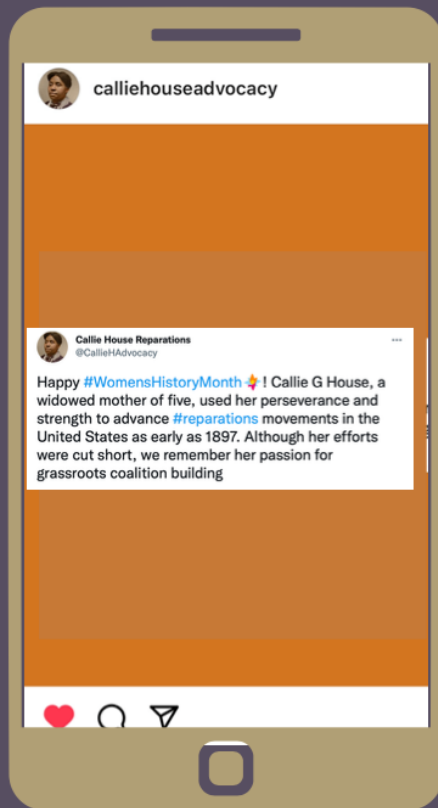 calliehouseadvocacy
Callie House Reparations
@CallieHAdvocacy
Happy #WomensHistoryMonth ! Callie G House, a
widowed mother of five, used her perseverance and
strength to advance #reparations movements in the
United States as early as 1897. Although her efforts
were cut short, we remember her passion for
grassroots coalition building